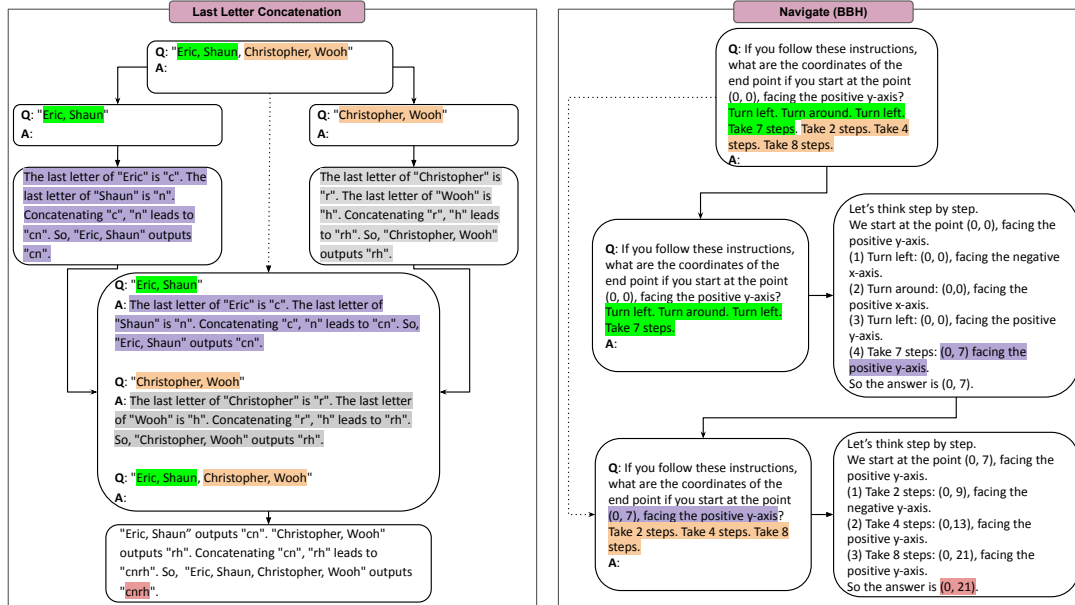 Last Letter Concatenation
Q: "Eric, Shaun, Christopher, Wooh"
A:
Q: "Eric, Shaun"
A:
Q: "Christopher, Wooh"
A:
The last letter of "Eric" is "c". The
last letter of "Shaun" is "n".
Concatenating "c", "n" leads to
"cn". So, "Eric, Shaun" outputs
"cn".
The last letter of "Christopher" is
"r". The last letter of "Wooh" is
"h". Concatenating "r", "h" leads
to "rh". So, "Christopher, Wooh"
outputs "rh".
Q: "Eric, Shaun"
A: The last letter of "Eric" is "c". The last letter of
"Shaun" is "n". Concatenating "c", "n" leads to "cn". So,
"Eric, Shaun" outputs "cn".
Q: "Christopher, Wooh"
A: The last letter of "Christopher" is "r". The last letter
of "Wooh" is "h". Concatenating "r", "h" leads to "rh".
So, "Christopher, Wooh" outputs "rh".
Q: "Eric, Shaun, Christopher, Wooh"
A:
"Eric, Shaun” outputs "cn". "Christopher, Wooh"
outputs "rh". Concatenating "cn", "rh" leads to
"cnrh". So, "Eric, Shaun, Christopher, Wooh" outputs
"cnrh".
Navigate (BBH)
Q: If you follow these instructions,
what are the coordinates of the
end point if you start at the point
(0, 0), facing the positive y-axis?
Turn left. Turn around. Turn left.
Take 7 steps. Take 2 steps. Take 4
steps. Take 8 steps.
A:
Q: If you follow these instructions,
what are the coordinates of the
end point if you start at the point
(0, 0), facing the positive y-axis?
Turn left. Turn around. Turn left.
Take 7 steps.
A:
Let's think step by step.
We start at the point (0, 0), facing the
positive y-axis.
(1) Turn left: (0, 0), facing the negative
x-axis.
(2) Turn around: (0,0), facing the
positive x-axis.
(3) Turn left: (0, 0), facing the positive
y-axis.
(4) Take 7 steps: (0, 7) facing the
positive y-axis.
So the answer is (0, 7).
Q: If you follow these instructions,
what are the coordinates of the
end point if you start at the point
(0, 7), facing the positive y-axis?
Take 2 steps. Take 4 steps. Take 8
steps.
A:
Let's think step by step.
We start at the point (0, 7), facing the
positive y-axis.
(1) Take 2 steps: (0, 9), facing the
negative y-axis.
(2) Take 4 steps: (0,13), facing the
positive y-axis.
(3) Take 8 steps: (0, 21), facing the
positive y-axis.
So the answer is (0, 21).